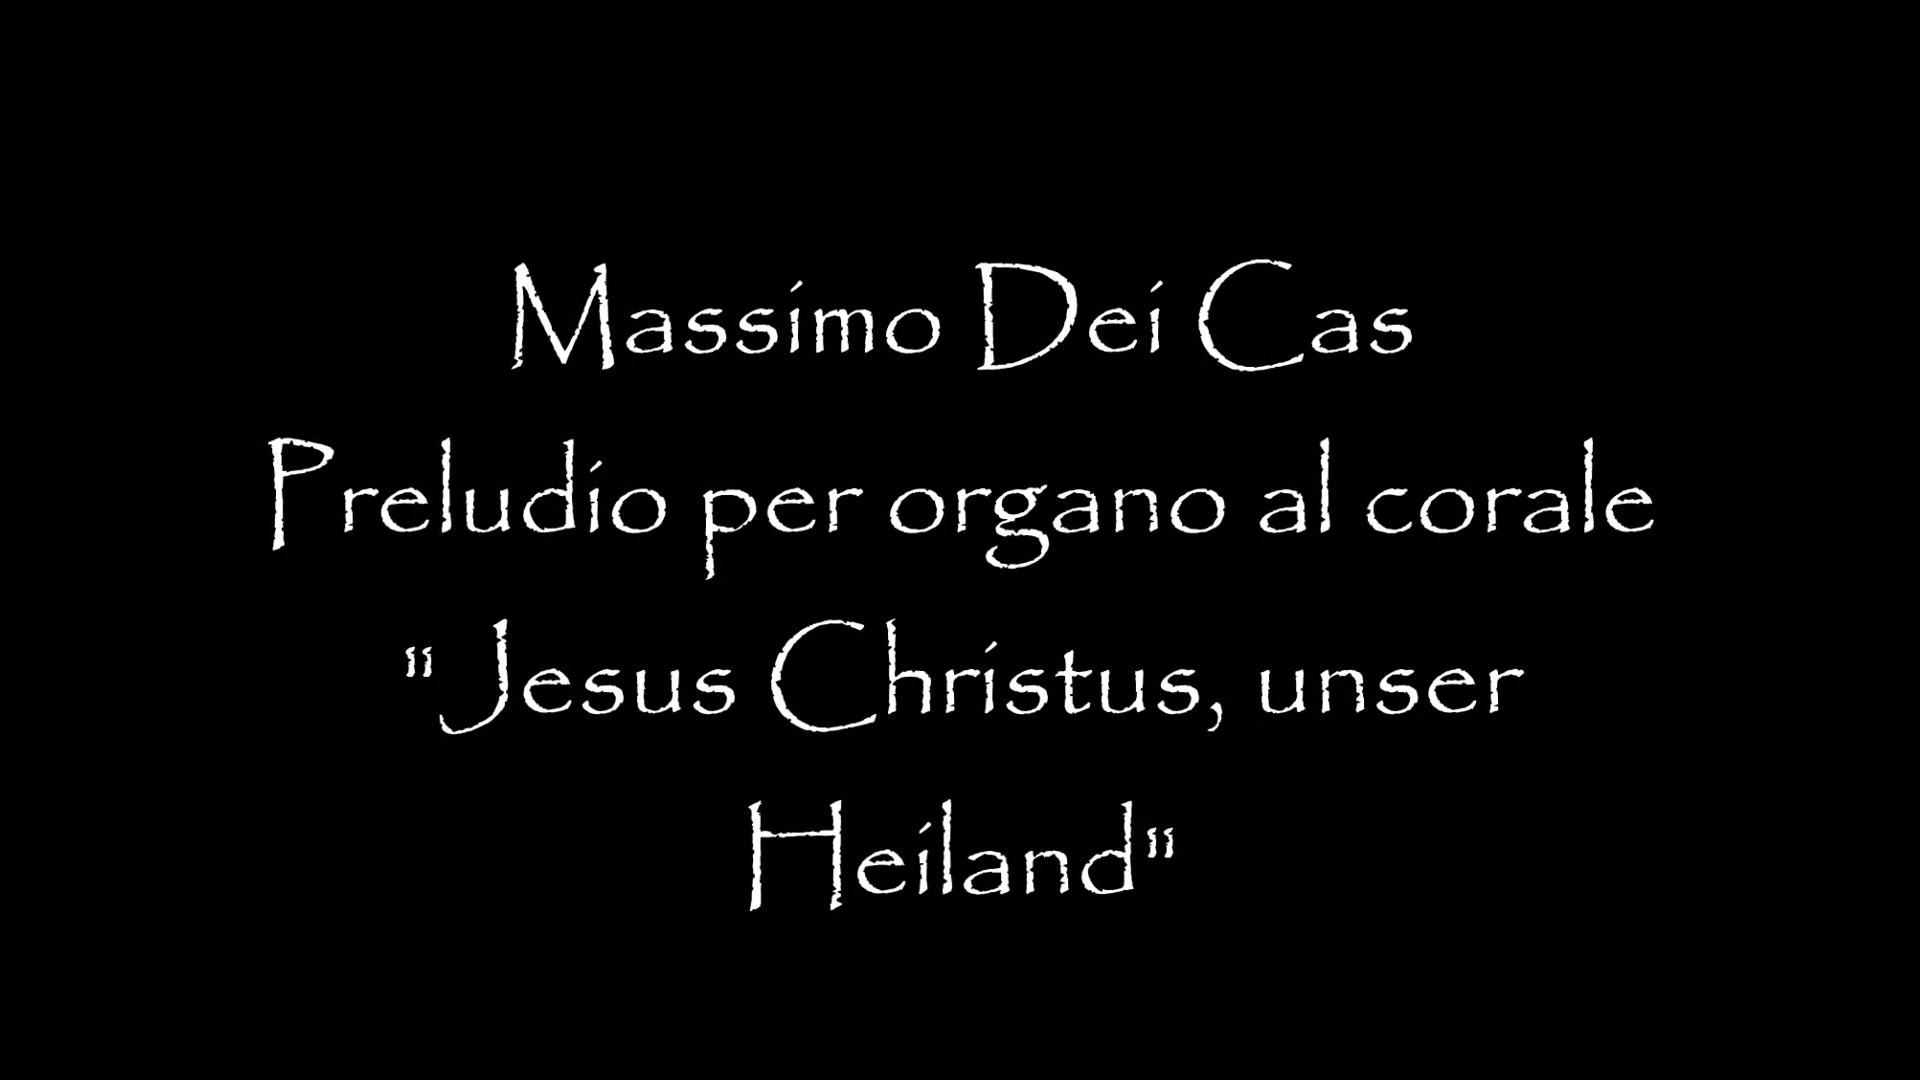 Massimo Dei Cas
Preludio per organo al corale
"Jesus Christus, unser
Heiland"